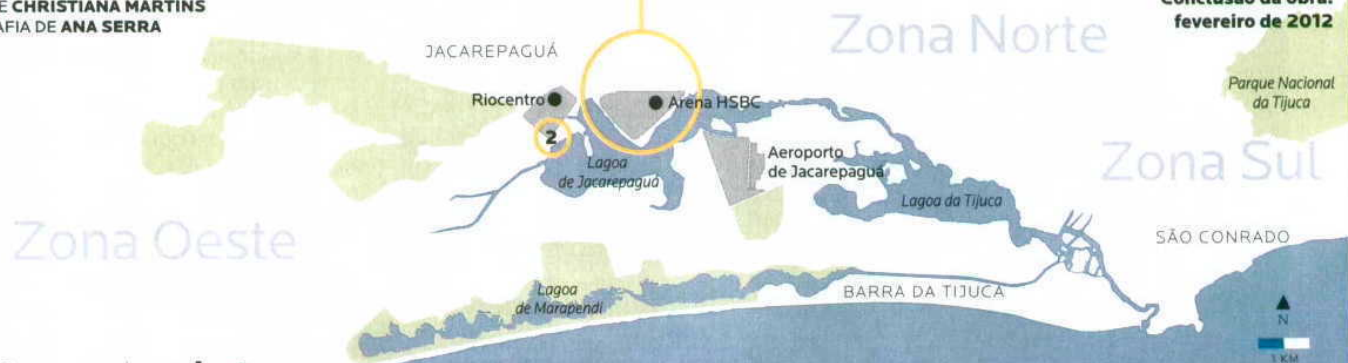 E CHRISTIANA MARTINS
AFIA DE ANA SERRA
fevereiro de 2012
Zona Norte
JACAREPAGUÁ
Parque Nacional
da Tijuca
Riocentro
Arena HSBC
2
Lagoa
de Jacarepaguá
Aeroporto
de Jacarepaguá
Zona Sul
Lagoa da Tijuca
Zona Oeste
SÃO CONRADO
Lagoa
de Marapendi
BARRA DA TIJUCA
N
1 KM